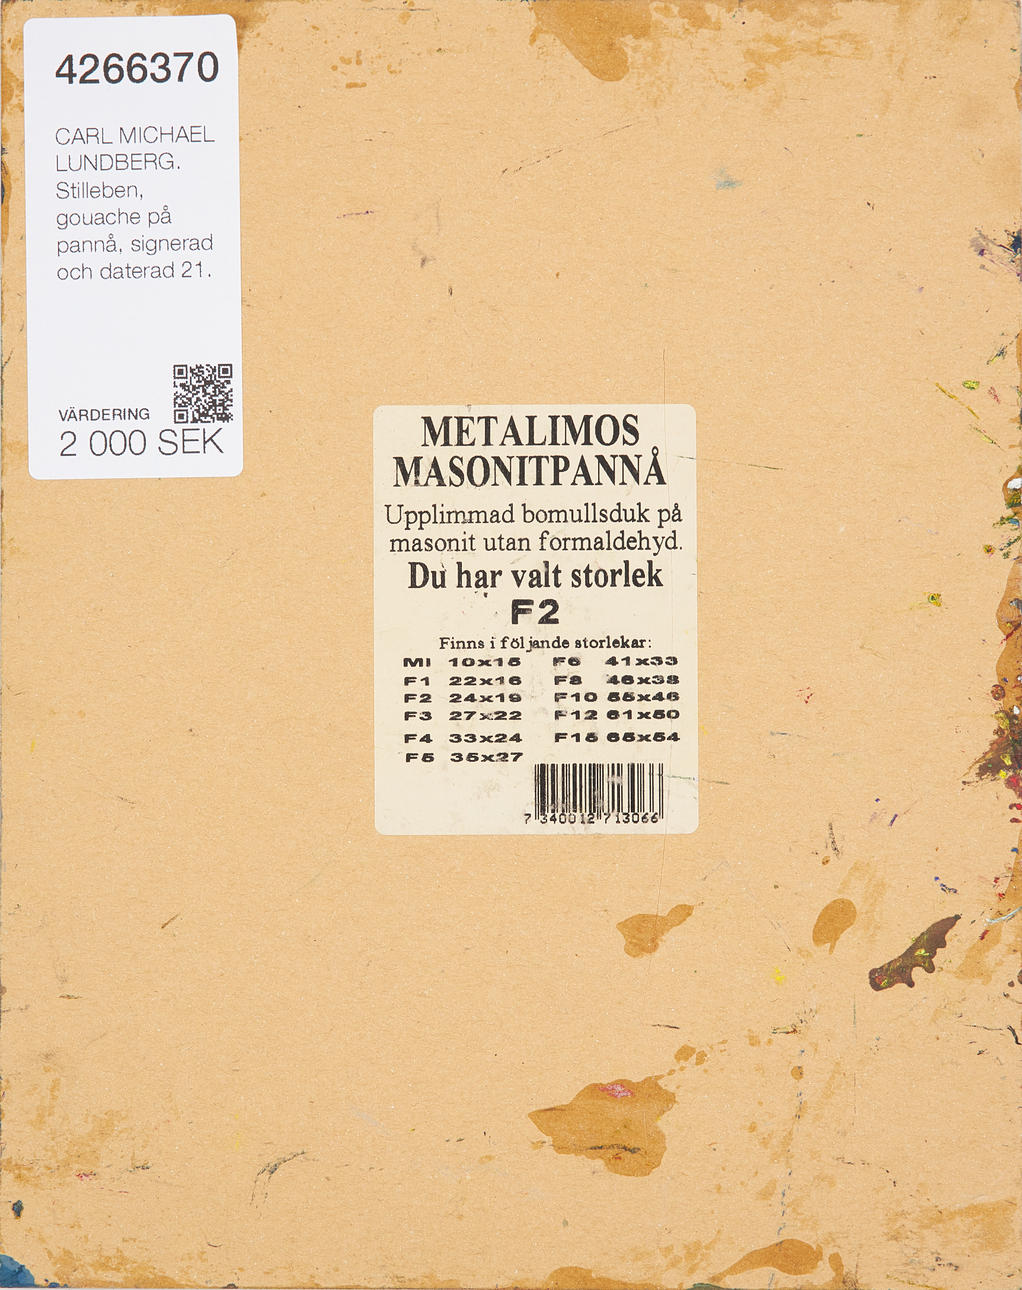 4266370
CARL MICHAEL
LUNDBERG.
Stilleben,
gouache på
pannå, signerad
och daterad 21.
VÄRDERING
2 000 SEK
METALIMOS
MASONITPANNÅ
Upplimmad bomullsduk på
masonit utan formaldehyd.
Du har valt storlek
F2
Finns i följande storlekar:
MI 10x15 F6 41x33
F1 22x16 F8 46x38
F2 24x19 F10 55x46
F3 27x22 F12 61x50
F4 33x24 F15 65x54
F5 35x27
7 340012 713066